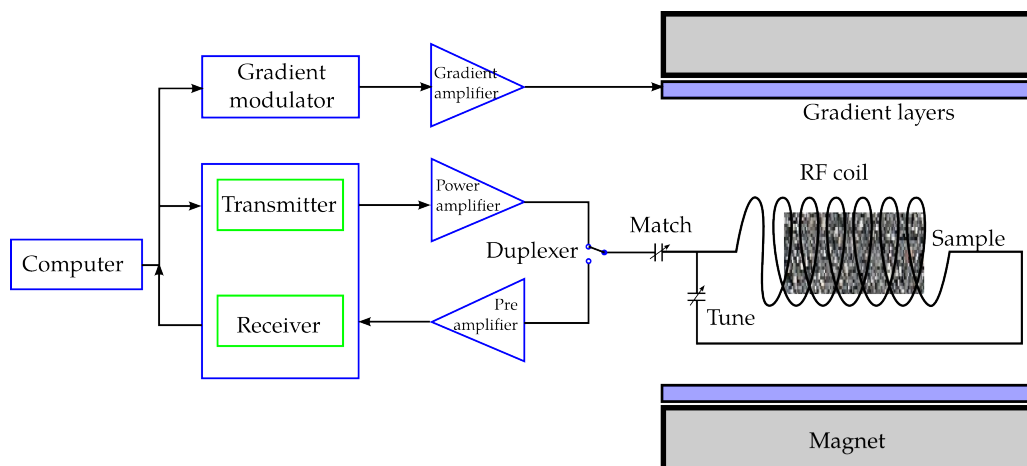 Gradient
modulator
Gradient
amplifier
Gradient layers
RF coil
Transmitter
Power
amplifier
Match
Duplexer
Sample
Computer
Pre
amplifier
Receiver
Tune
Magnet